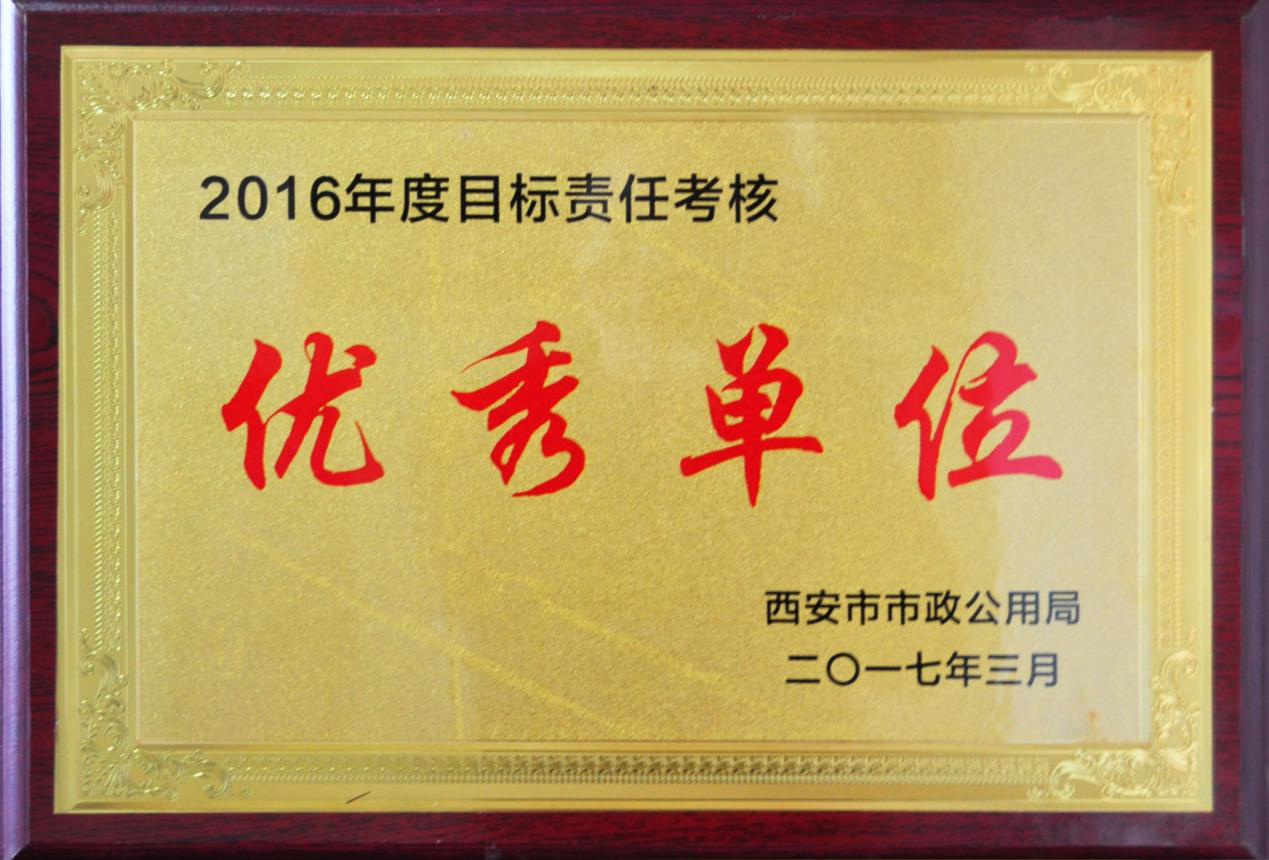 2016年度目标责任考核
优秀单位
西安市市政公用局
二〇一七年三月